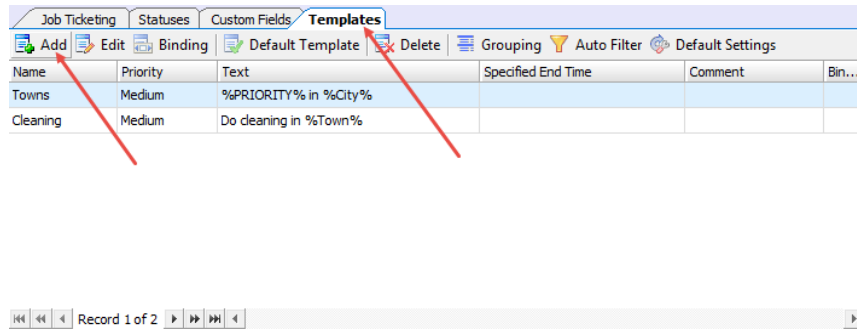 Job Ticketing Statuses Custom Fields Templates
Add Edit Binding Default Template Delete Grouping Auto Filter Default Settings
Name Priority Text Specified End Time Comment Bin...
Towns Medium %PRIORITY% in %City%
Cleaning Medium Do cleaning in %Town%
Record 1 of 2